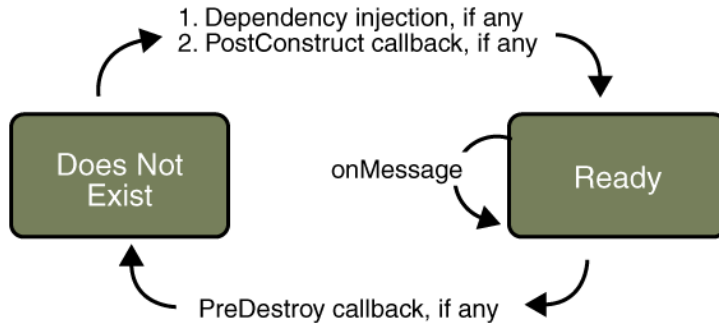 1. Dependency injection, if any
2. PostConstruct callback, if any
Does Not
Exist
onMessage
Ready
PreDestroy callback, if any